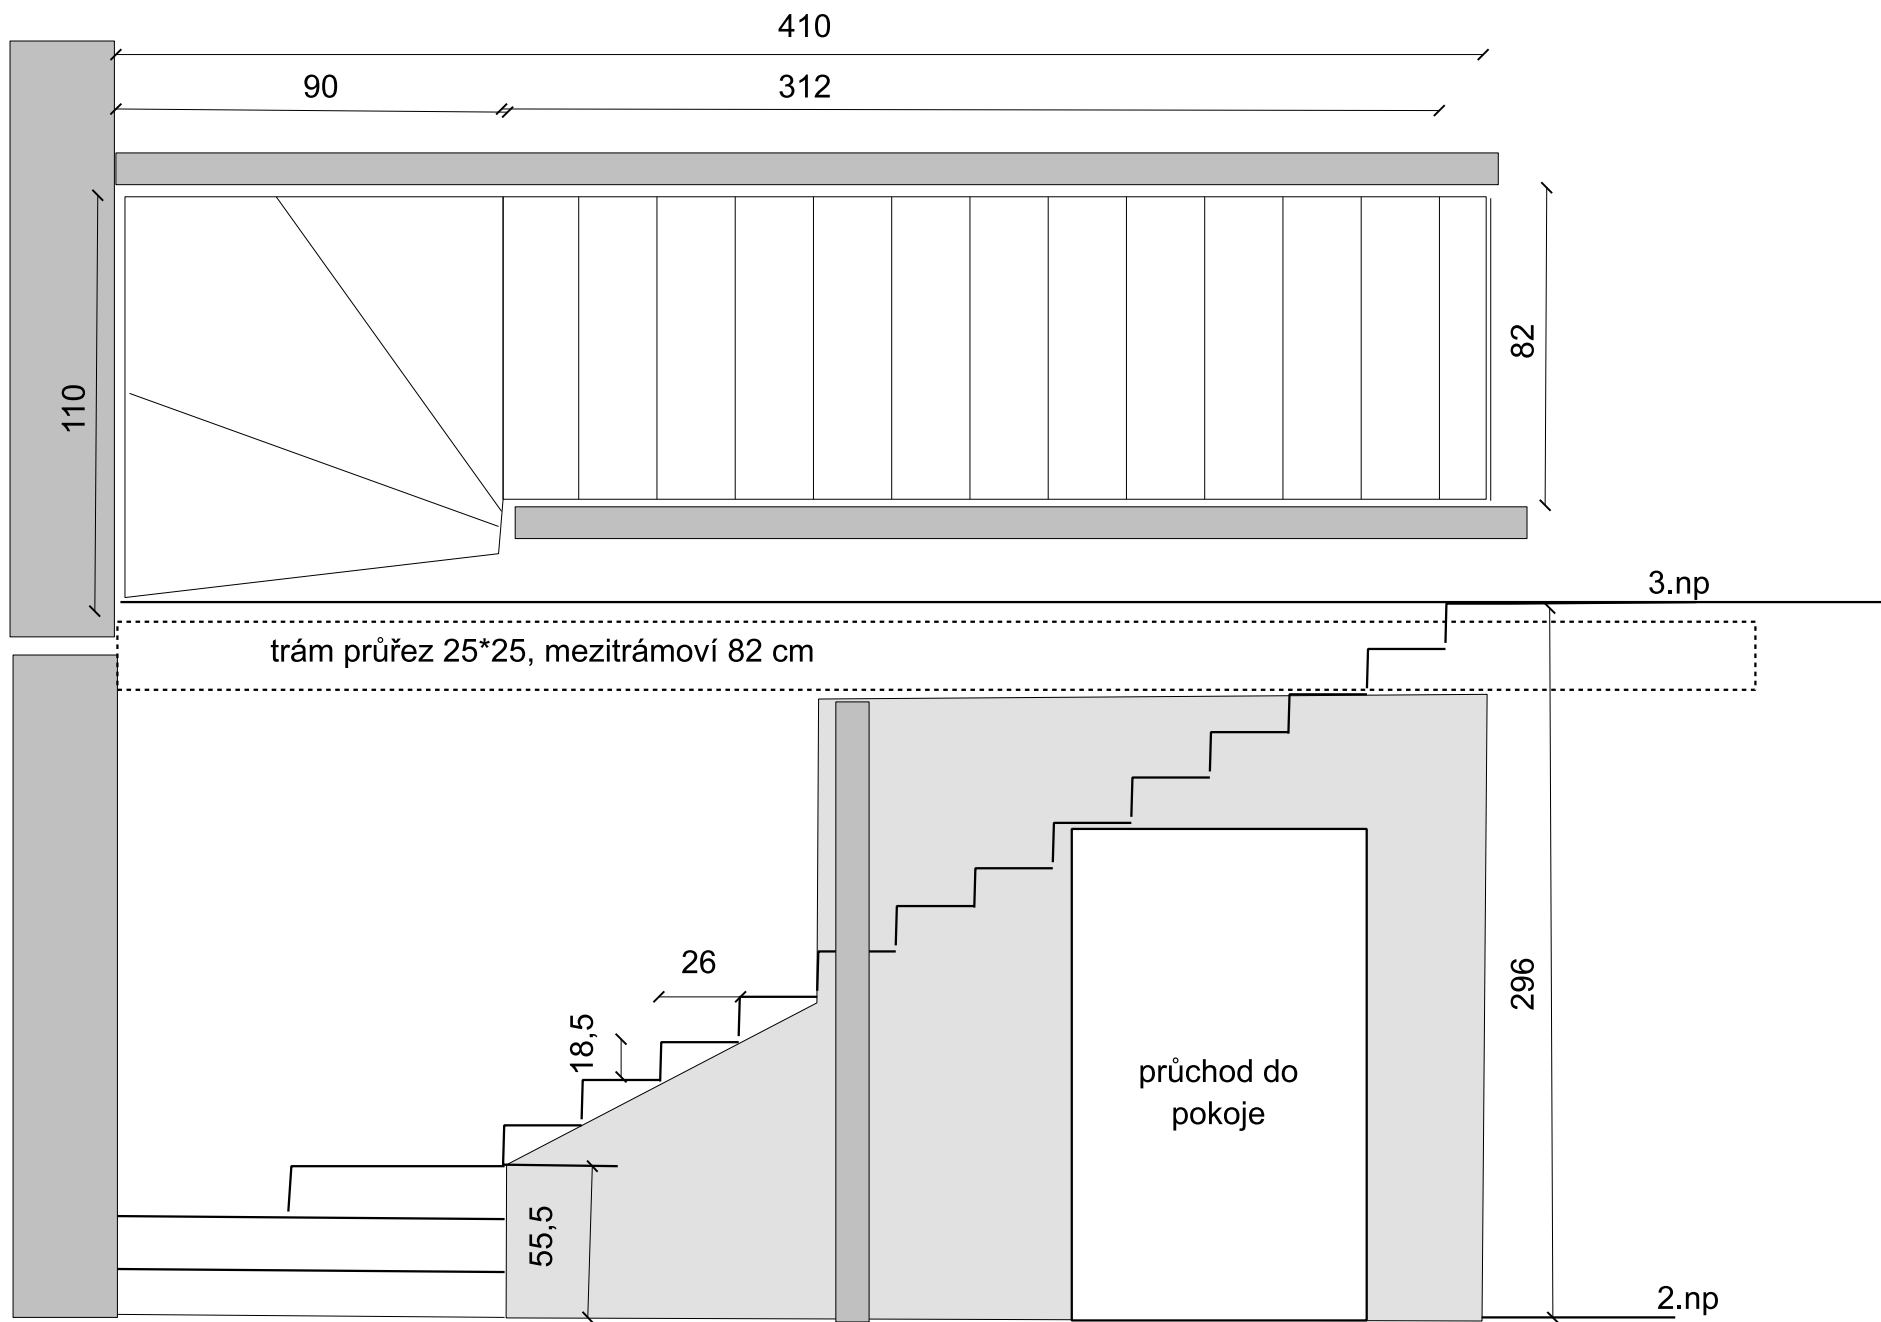 410
90
312
110
82
3.np
trám průřez 25*25, mezitrámoví 82 cm
26
18,5
296
průchod do
pokoje
55,5
2.np